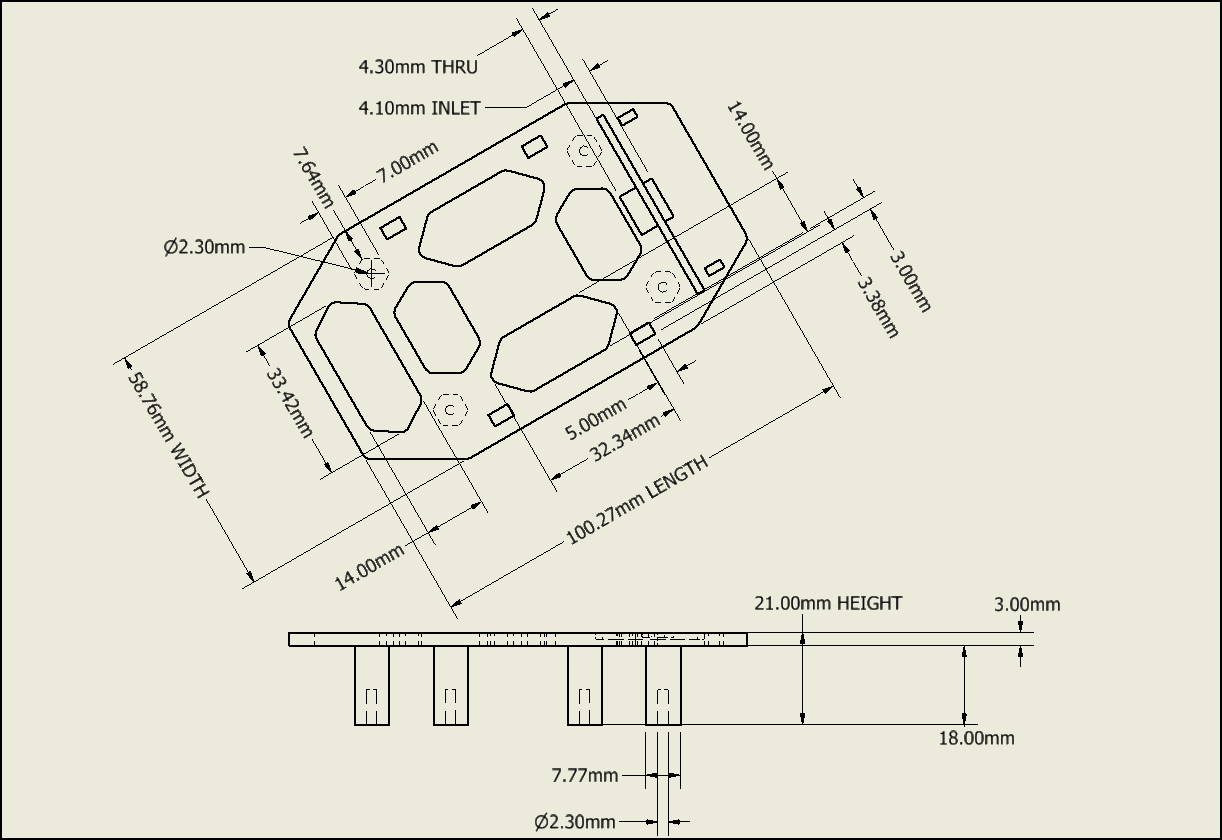 4.30mm THRU
4.10mm INLET
14.00mm
7.00mm
7.64mm
Ø2.30mm
3.00mm
3.38mm
33.42mm
58.76mm WIDTH
5.00mm
32.34mm
100.27mm LENGTH
14.00mm
21.00mm HEIGHT
3.00mm
18.00mm
7.77mm
Ø2.30mm